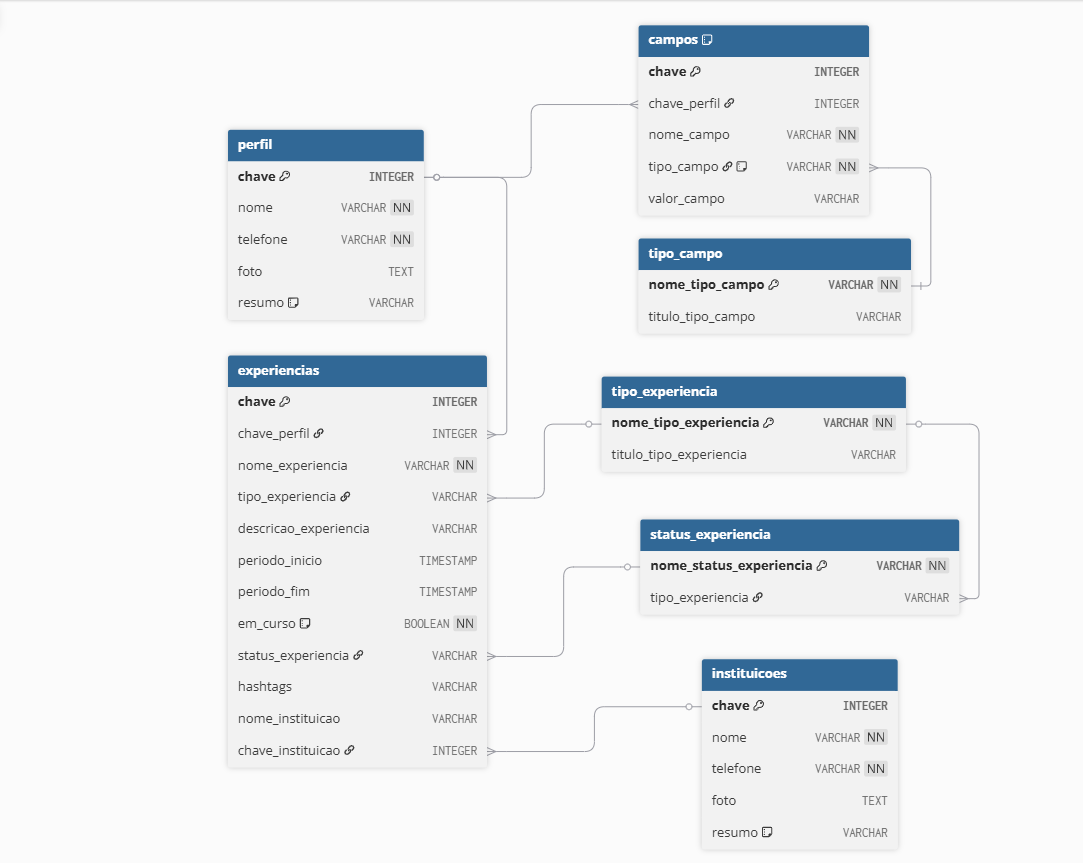 perfil
chave INTEGER
nome VARCHAR NN
telefone VARCHAR NN
foto TEXT
resumo VARCHAR
experiencias
chave INTEGER
chave_perfil INTEGER
nome_experiencia VARCHAR NN
tipo_experiencia VARCHAR
descricao_experiencia VARCHAR
periodo_inicio TIMESTAMP
periodo_fim TIMESTAMP
em_curso BOOLEAN NN
status_experiencia VARCHAR
hashtags VARCHAR
nome_instituicao VARCHAR
chave_instituicao INTEGER
campos
chave INTEGER
chave_perfil INTEGER
nome_campo VARCHAR NN
tipo_campo VARCHAR NN
valor_campo VARCHAR
tipo_campo
nome_tipo_campo VARCHAR NN
titulo_tipo_campo VARCHAR
tipo_experiencia
nome_tipo_experiencia VARCHAR NN
titulo_tipo_experiencia VARCHAR
status_experiencia
nome_status_experiencia VARCHAR NN
tipo_experiencia VARCHAR
instituicoes
chave INTEGER
nome VARCHAR NN
telefone VARCHAR NN
foto TEXT
resumo VARCHAR